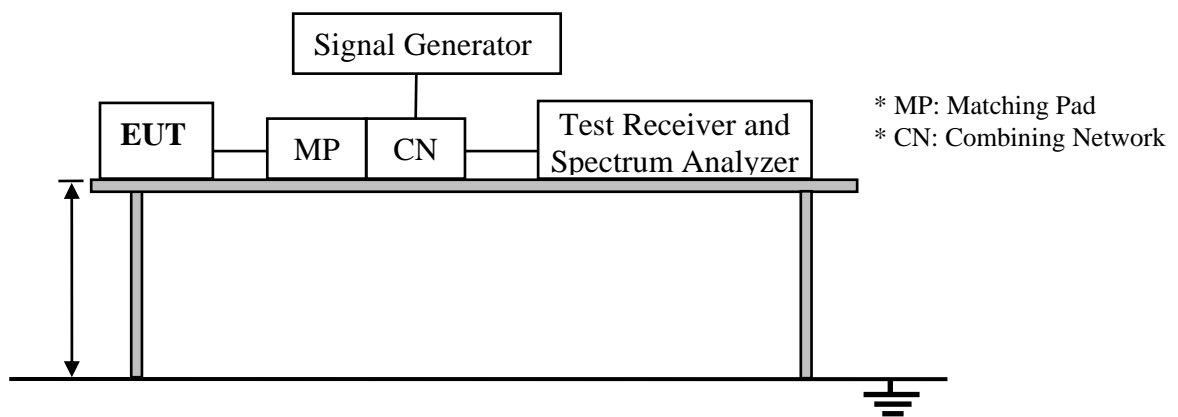 Signal Generator
EUT
MP
CN
Test Receiver and
Spectrum Analyzer
* MP: Matching Pad
* CN: Combining Network